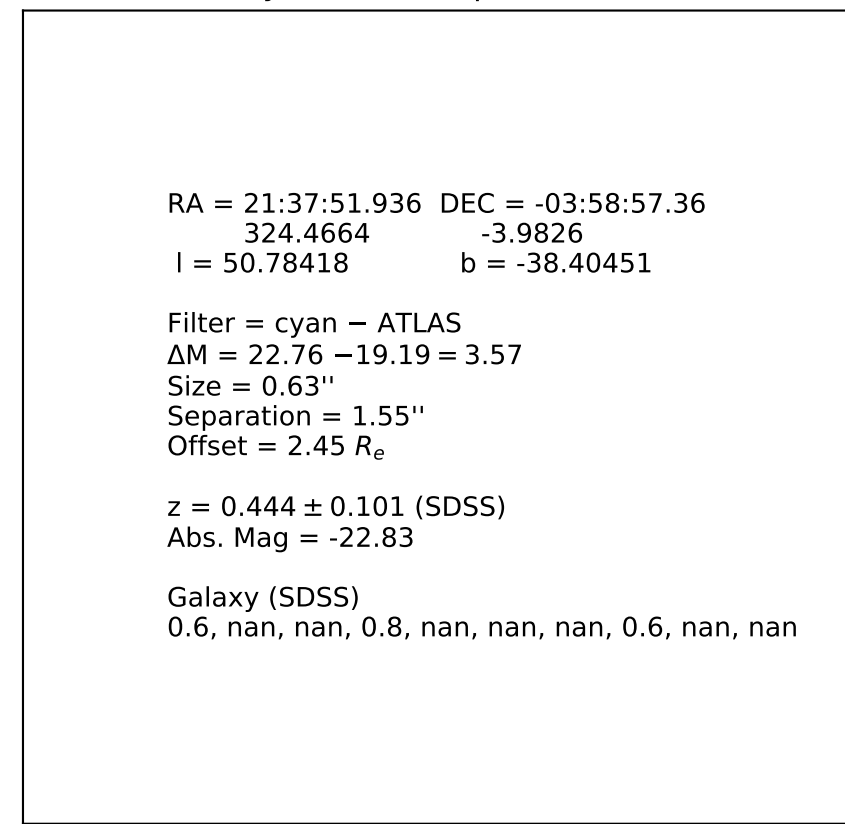 RA = 21:37:51.936 DEC = -03:58:57.36
324.4664 -3.9826
l = 50.78418 b = -38.40451
Filter = cyan − ATLAS
ΔM = 22.76 −19.19 = 3.57
Size = 0.63''
Separation = 1.55''
Offset = 2.45 Rₑ
z = 0.444 ± 0.101 (SDSS)
Abs. Mag = -22.83
Galaxy (SDSS)
0.6, nan, nan, 0.8, nan, nan, nan, 0.6, nan, nan